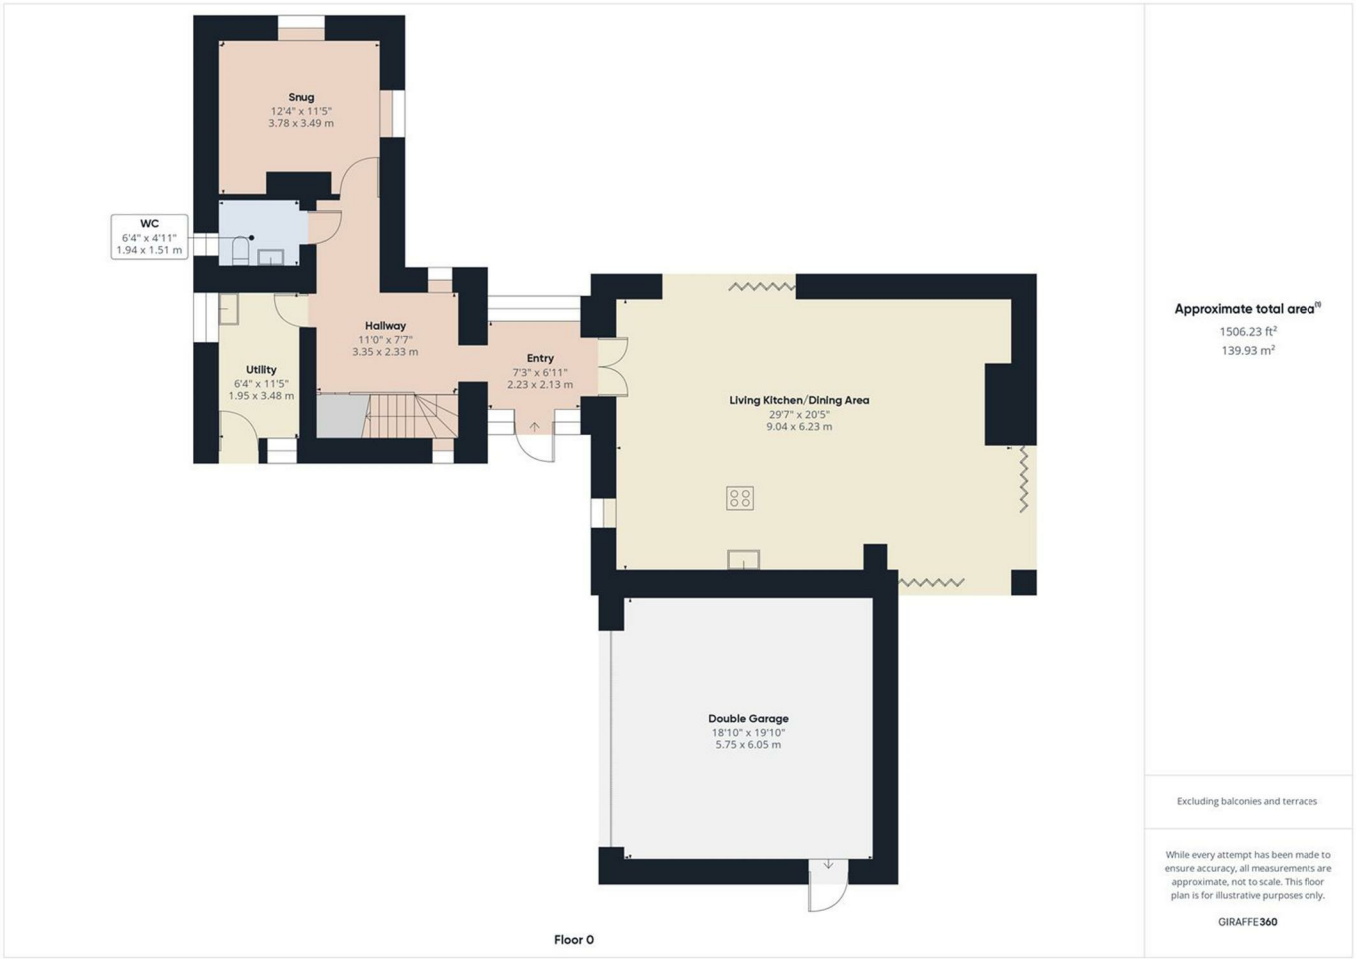 Snug
12'4" x 11'5"
3.78 x 3.49 m
WC
6'4" x 4'11"
1.94 x 1.51 m
Hallway
11'0" x 7'7"
3.35 x 2.33 m
Entry
7'3" x 6'11"
2.23 x 2.13 m
Utility
6'4" x 11'5"
1.95 x 3.48 m
Living Kitchen/Dining Area
29'7" x 20'5"
9.04 x 6.23 m
Double Garage
18'10" x 19'10"
5.75 x 6.05 m
Floor 0
Approximate total area⁽¹⁾
1506.23 ft²
139.93 m²
Excluding balconies and terraces
While every attempt has been made to
ensure accuracy, all measurements are
approximate, not to scale. This floor
plan is for illustrative purposes only.
GIRAFFE360